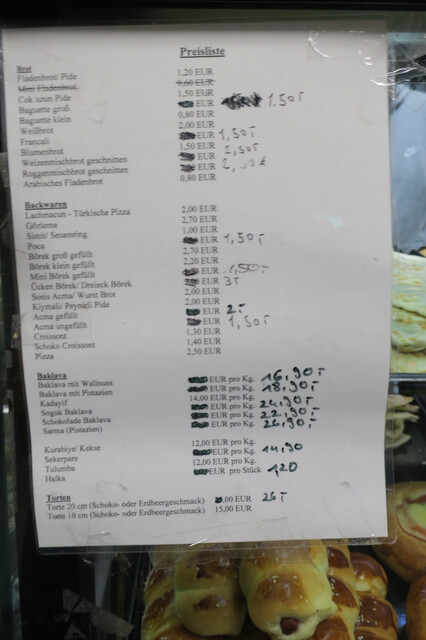 Preisliste
Brot
Fladenbrot/ Pide 1,20 EUR
Mini Fladenbrot 0,60 EUR
Cok uzun Pide 1,50 EUR
Baguette groß EUR 1.50,-
Baguette klein 0,80 EUR
Weißbrot 2,00 EUR
Francali EUR 1,50,-
Blumenbrot 1,50 EUR
Weizenmischbrot geschnitten EUR 2,50,-
Roggenmischbrot geschnitten EUR
Arabisches Fladenbrot 0,80 EUR
Backwaren
Lachmacun - Türkische Pizza 2,00 EUR
Gözleme 2,70 EUR
Simit/ Sesamring 1,00 EUR
Poca EUR 1,50,-
Börek groß gefüllt 2,70 EUR
Börek klein gefüllt 2,20 EUR
Mini Börek gefüllt EUR 1,50.-
Ücken Börek/ Dreieck Börek EUR 3,-
Sosis Acma/ Wurst Brot 2,00 EUR
Kiymali/ Peynidi Pide 2,00 EUR
Acma gefüllt EUR 2.-
Acma ungefüllt EUR 1,50,-
Croissont 1,30 EUR
Schoko Croissont 1,40 EUR
Pizza 2,50 EUR
Baklava
Baklava mit Wallnuss EUR pro Kg. 16,90,-
Baklava mit Pistazien EUR pro Kg. 18,90,-
Kadayif 14,00 EUR pro Kg.
Soguk Baklava EUR pro Kg. 24,90,-
Schokolade Baklava EUR pro Kg. 22,90,-
Sarma (Pistazien) EUR pro Kg. 26,90,-
Kurabiye/ Kekse 12,00 EUR pro Kg.
Sekerpare EUR pro Kg. 14,90
Tulumba 12,00 EUR pro Kg.
Halka EUR pro Stück 1,20
Torten
Torte 20 cm (Schoko- oder Erdbeergeschmack) ,00 EUR 26,-
Torte 10 cm (Schoko- oder Erdbeergeschmack) 15,00 EUR